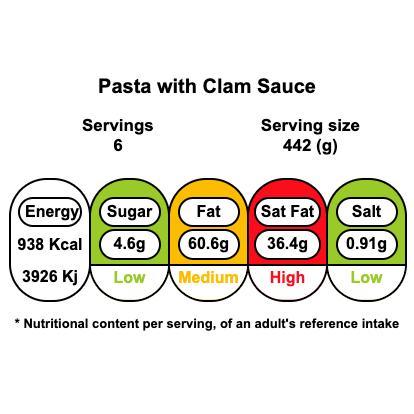 Pasta with Clam Sauce
Servings
6
Serving size
442 (g)
Energy
938 Kcal
3926 Kj
Sugar
4.6g
Low
Fat
60.6g
Medium
Sat Fat
36.4g
High
Salt
0.91g
Low
* Nutritional content per serving, of an adult's reference intake